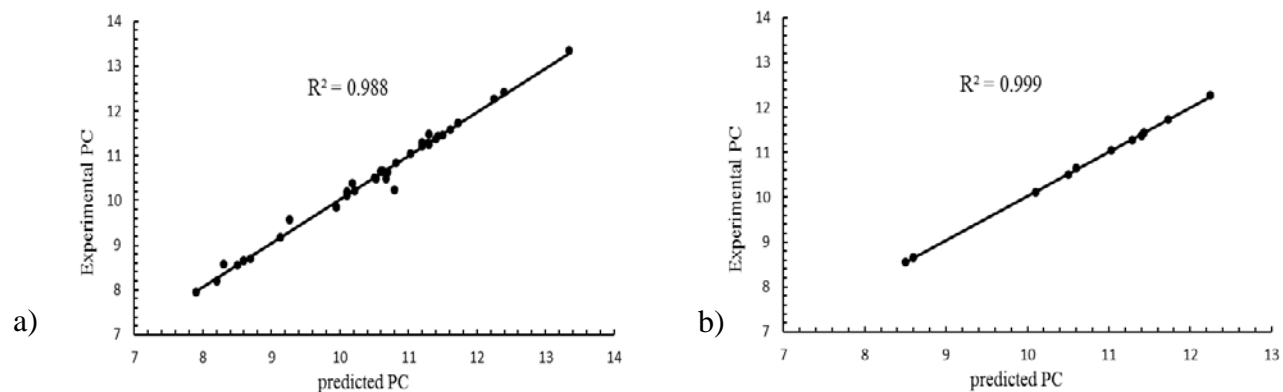 a)
Experimental PC
14
13
12
11
10
9
8
7
R² = 0.988
7 8 9 10 11 12 13 14
predicted PC
b)
Experimental PC
14
13
12
11
10
9
8
7
R² = 0.999
7 8 9 10 11 12 13
predicted PC